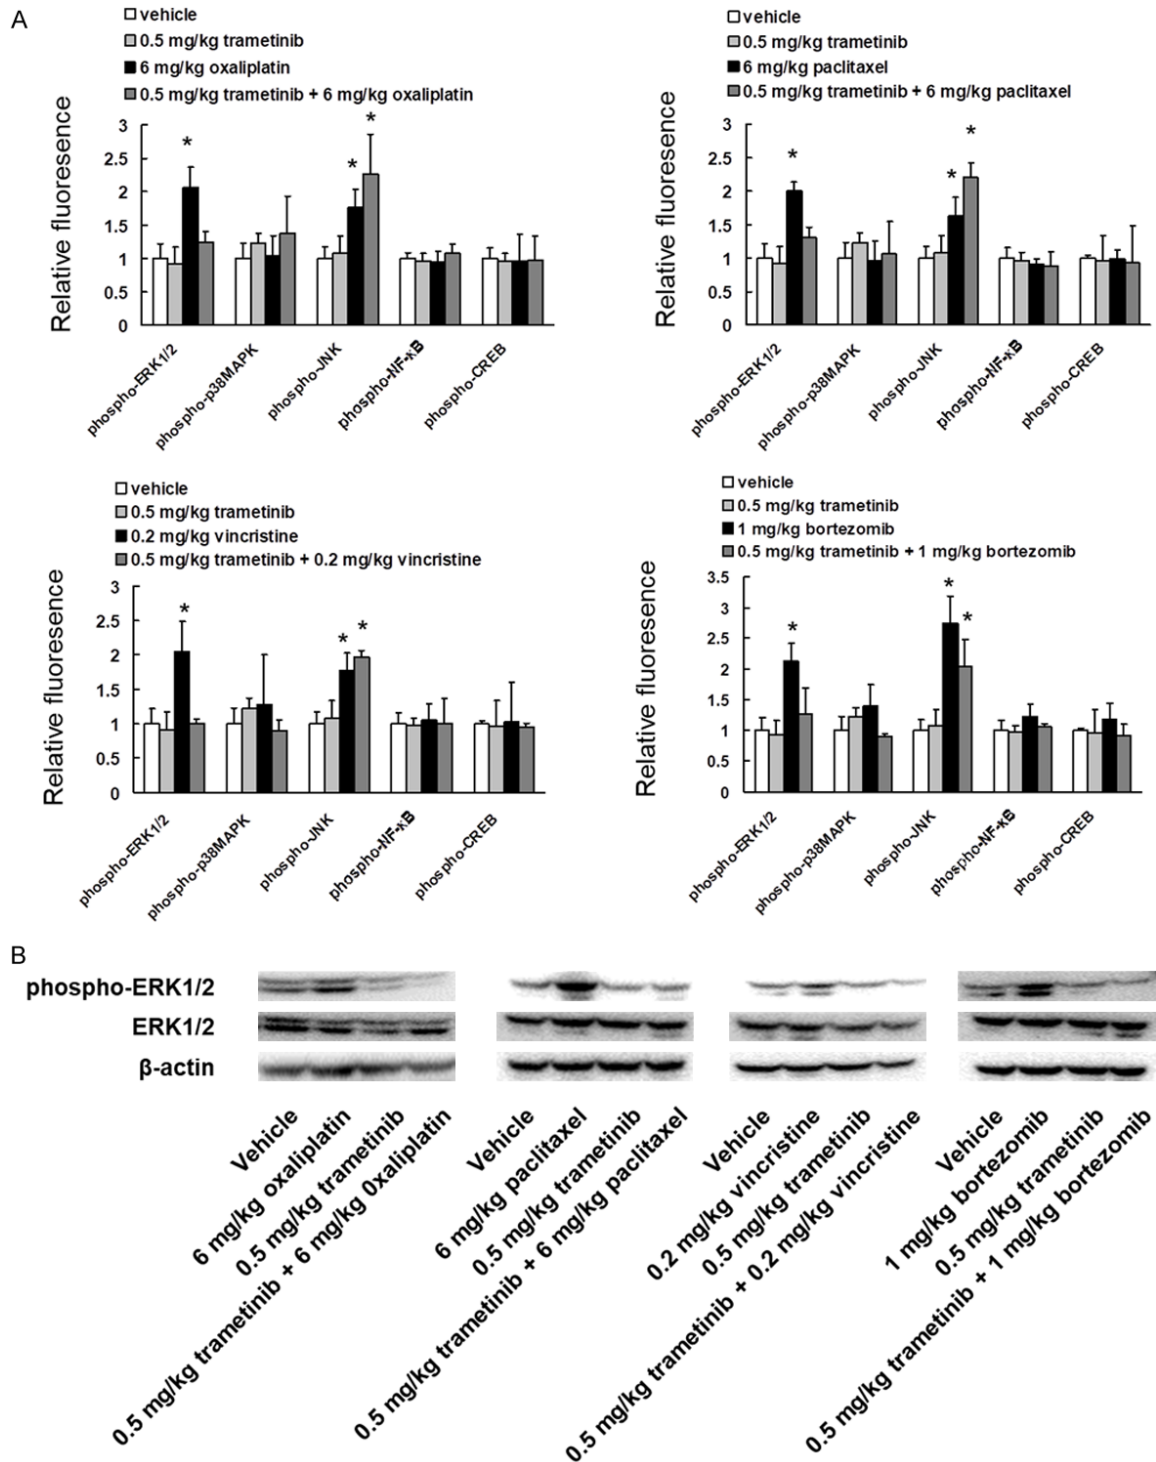 A
vehicle
0.5 mg/kg trametinib
6 mg/kg oxaliplatin
0.5 mg/kg trametinib + 6 mg/kg oxaliplatin
Relative fluoresence
3
2.5
2
1.5
1
0.5
0
* * *
phospho-ERK1/2
phospho-p38MAPK
phospho-JNK
phospho-NF-κB
phospho-CREB
vehicle
0.5 mg/kg trametinib
6 mg/kg paclitaxel
0.5 mg/kg trametinib + 6 mg/kg paclitaxel
Relative fluoresence
3
2.5
2
1.5
1
0.5
0
* * *
phospho-ERK1/2
phospho-p38MAPK
phospho-JNK
phospho-NF-κB
phospho-CREB
vehicle
0.5 mg/kg trametinib
0.2 mg/kg vincristine
0.5 mg/kg trametinib + 0.2 mg/kg vincristine
Relative fluoresence
3
2.5
2
1.5
1
0.5
0
* * *
phospho-ERK1/2
phospho-p38MAPK
phospho-JNK
phospho-NF-κB
phospho-CREB
vehicle
0.5 mg/kg trametinib
1 mg/kg bortezomib
0.5 mg/kg trametinib + 1 mg/kg bortezomib
Relative fluoresence
3.5
3
2.5
2
1.5
1
0.5
0
* * *
phospho-ERK1/2
phospho-p38MAPK
phospho-JNK
phospho-NF-κB
phospho-CREB
B
phospho-ERK1/2
ERK1/2
β-actin
Vehicle
6 mg/kg oxaliplatin
0.5 mg/kg trametinib
0.5 mg/kg trametinib + 6 mg/kg 0xaliplatin
Vehicle
6 mg/kg paclitaxel
0.5 mg/kg trametinib
0.5 mg/kg trametinib + 6 mg/kg paclitaxel
Vehicle
0.2 mg/kg vincristine
0.5 mg/kg trametinib
0.5 mg/kg trametinib + 0.2 mg/kg vincristine
Vehicle
1 mg/kg bortezomib
0.5 mg/kg trametinib
0.5 mg/kg trametinib + 1 mg/kg bortezomib